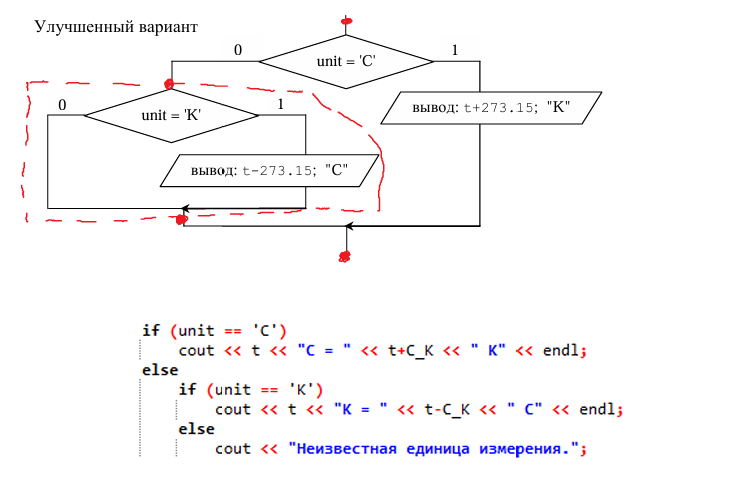 Улучшенный вариант
0
1
unit = 'C'
0
1
unit = 'K'
вывод: t+273.15; "K"
вывод: t-273.15; "C"
if (unit == 'C')
cout << t << "C = " << t+C_K << " K" << endl;
else
if (unit == 'K')
cout << t << "K = " << t-C_K << " C" << endl;
else
cout << "Неизвестная единица измерения.";